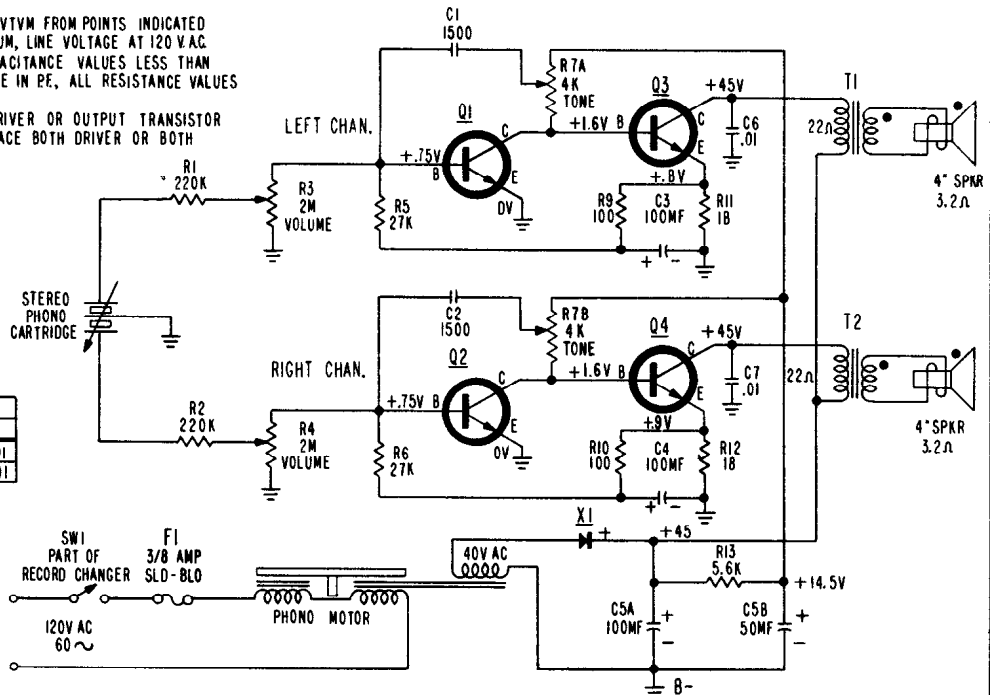 VTVM FROM POINTS INDICATED
UM, LINE VOLTAGE AT 120 V. AC.
ACITANCE VALUES LESS THAN
E IN P.F., ALL RESISTANCE VALUES
RIVER OR OUTPUT TRANSISTOR
ACE BOTH DRIVER OR BOTH
C1
1500
R7A
4K
TONE
Q1
Q3
+45V
T1
LEFT CHAN.
C
+1.6V B
C
C6
.01
22Ω
R1
220K
+.75V
B
E
0V
E
+.8V
R3
2M
VOLUME
R5
27K
R9
100
C3
100MF
R11
18
+ -
4" SPKR
3.2Ω
STEREO
PHONO
CARTRIDGE
C2
1500
R7B
4K
TONE
Q2
Q4
+45V
T2
RIGHT CHAN.
C
+1.6V B
C
C7
.01
22Ω
R2
220K
+.75V B
E
0V
E
+.9V
R4
2M
VOLUME
R6
27K
R10
100
C4
100MF
R12
18
+ -
4" SPKR
3.2Ω
01
01
SW1
PART OF
RECORD CHANGER
F1
3/8 AMP
SLO-BLO
X1
+
+45
40V AC
R13
5.6K
+14.5V
PHONO MOTOR
120V AC
60~
C5A
100MF
+
-
C5B
50MF
+
-
B-